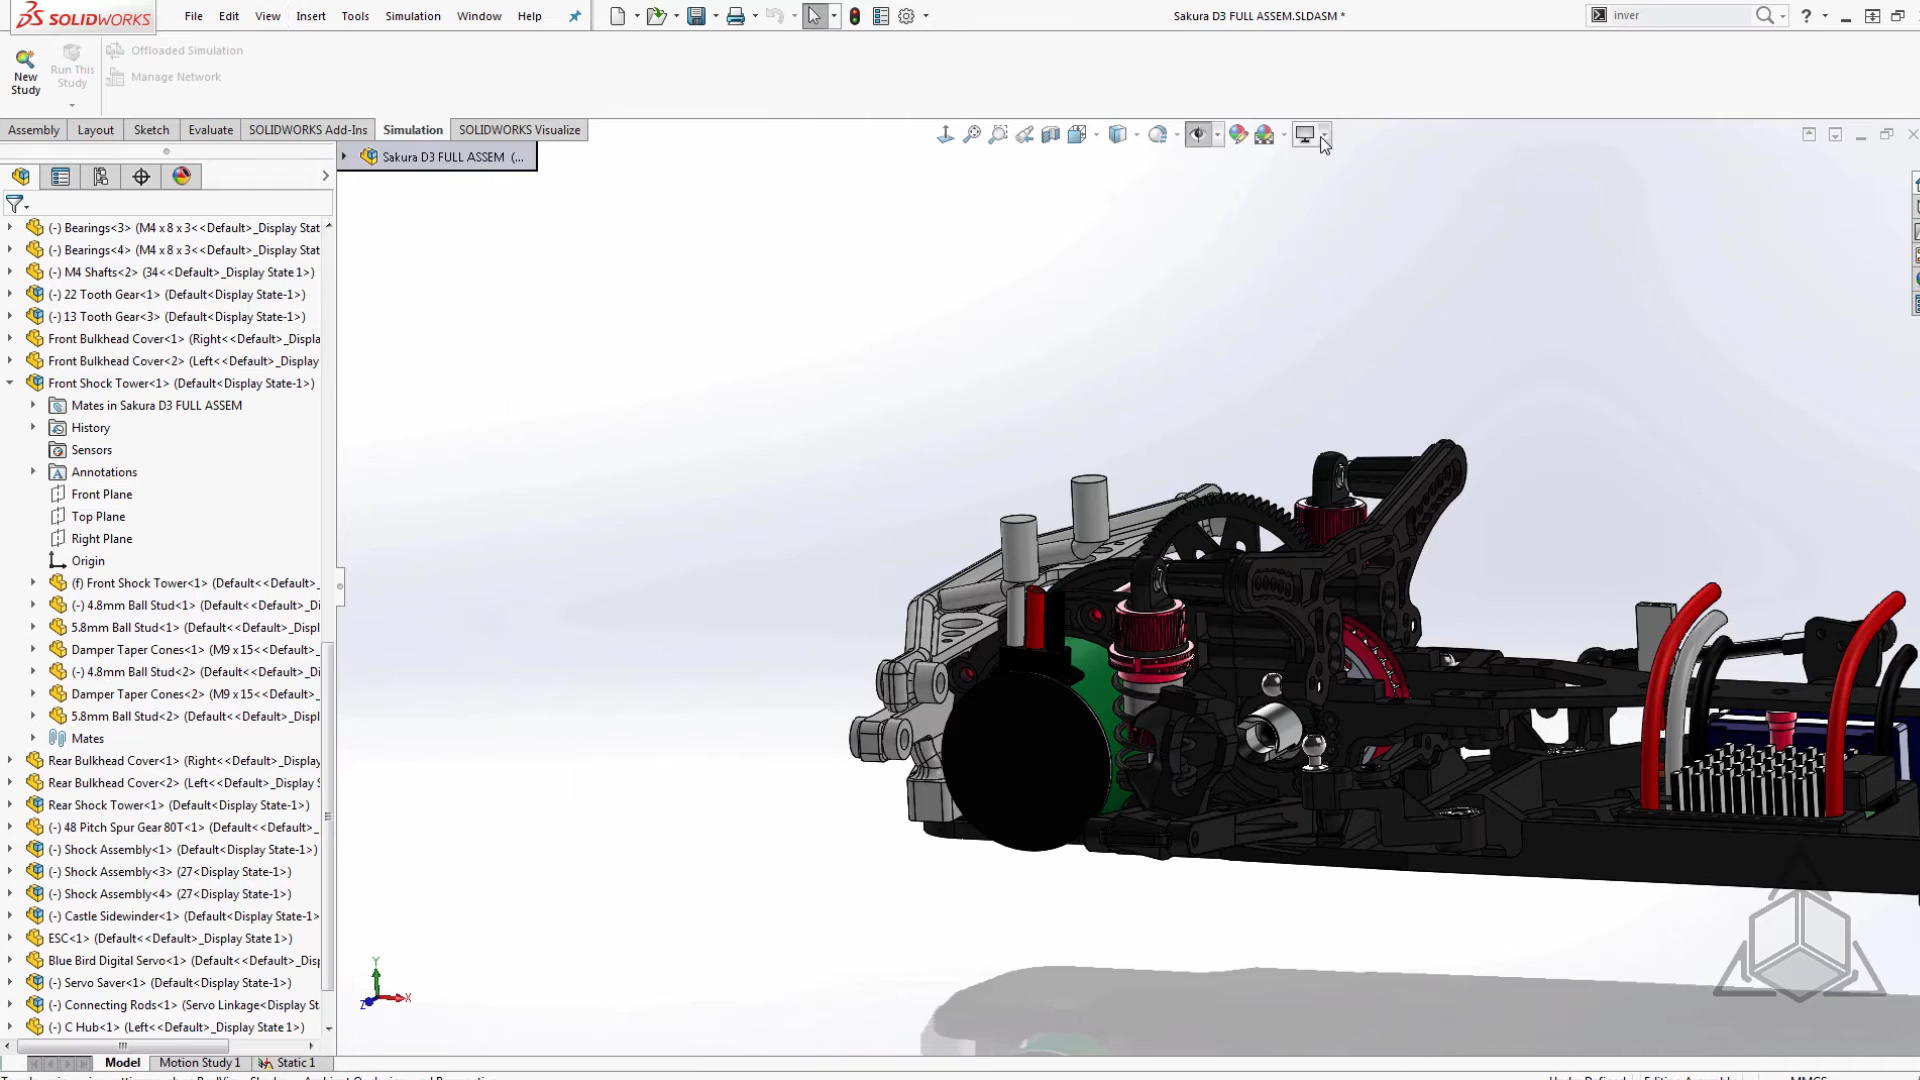 SOLIDWORKS File Edit View Insert Tools Simulation Window Help Sakura D3 FULL ASSEM.SLDASM * inver ?
New Study
Run This Study
Offloaded Simulation
Manage Network
Assembly Layout Sketch Evaluate SOLIDWORKS Add-Ins Simulation SOLIDWORKS Visualize
Sakura D3 FULL ASSEM (...
(-) Bearings<3> (M4 x 8 x 3<<Default>_Display Stat
(-) Bearings<4> (M4 x 8 x 3<<Default>_Display Stat
(-) M4 Shafts<2> (34<<Default>_Display State 1>)
(-) 22 Tooth Gear<1> (Default<Display State-1>)
(-) 13 Tooth Gear<3> (Default<Display State-1>)
Front Bulkhead Cover<1> (Right<<Default>_Displa
Front Bulkhead Cover<2> (Left<<Default>_Display
Front Shock Tower<1> (Default<Display State-1>)
Mates in Sakura D3 FULL ASSEM
History
Sensors
Annotations
Front Plane
Top Plane
Right Plane
Origin
(f) Front Shock Tower<1> (Default<<Default>_
(-) 4.8mm Ball Stud<1> (Default<<Default>_Di
5.8mm Ball Stud<1> (Default<<Default>_Displ
Damper Taper Cones<1> (M9 x 15<<Default>_
(-) 4.8mm Ball Stud<2> (Default<<Default>_Di
Damper Taper Cones<2> (M9 x 15<<Default>_
5.8mm Ball Stud<2> (Default<<Default>_Displ
Mates
Rear Bulkhead Cover<1> (Right<<Default>_Display
Rear Bulkhead Cover<2> (Left<<Default>_Display
Rear Shock Tower<1> (Default<Display State-1>)
(-) 48 Pitch Spur Gear 80T<1> (Default<<Default>_
(-) Shock Assembly<1> (Default<Display State-1>)
(-) Shock Assembly<3> (27<Display State-1>)
(-) Shock Assembly<4> (27<Display State-1>)
(-) Castle Sidewinder<1> (Default<Display State-1>
ESC<1> (Default<<Default>_Display State 1>)
Blue Bird Digital Servo<1> (Default<<Default>_Displ
(-) Servo Saver<1> (Default<Display State-1>)
(-) Connecting Rods<1> (Servo Linkage<Display St
(-) C Hub<1> (Left<<Default>_Display State 1>)
Y
X
Z
Model Motion Study 1 Static 1